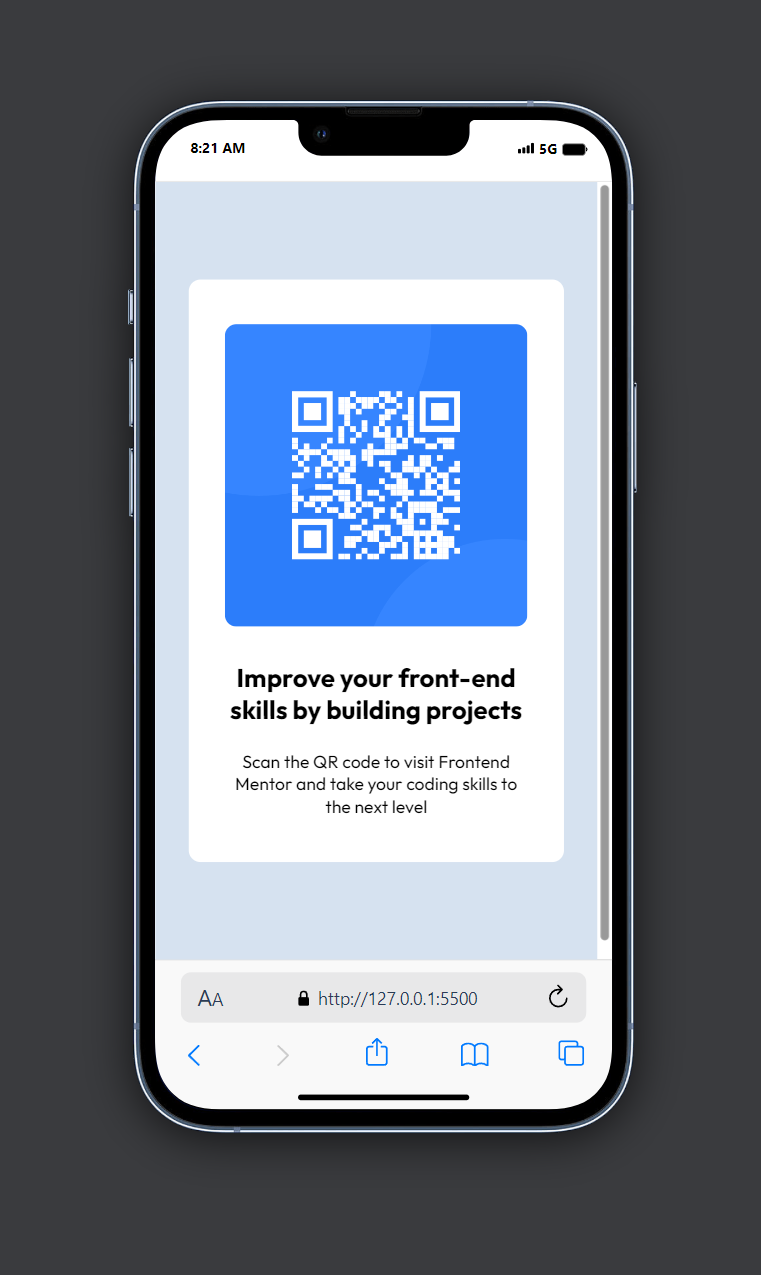 8:21 AM
5G
Improve your front-end
skills by building projects
Scan the QR code to visit Frontend
Mentor and take your coding skills to
the next level
AA
http://127.0.0.1:5500